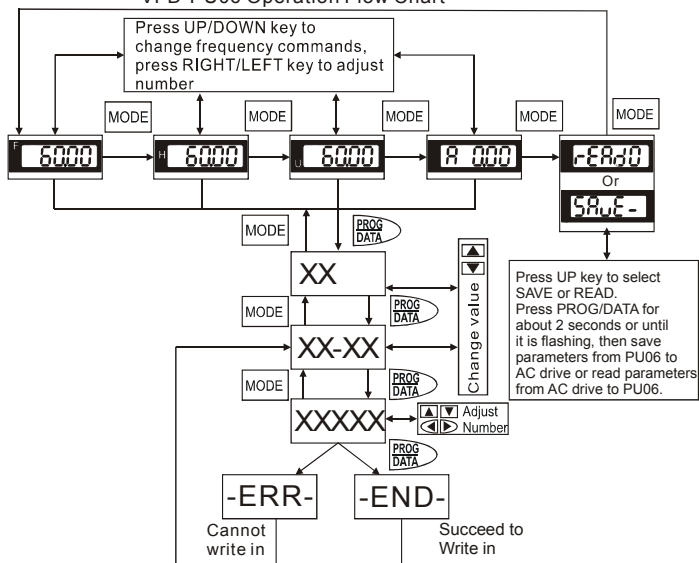 VFD-PU06 Operation Flow Chart
Press UP/DOWN key to
change frequency commands,
press RIGHT/LEFT key to adjust
number
MODE
MODE
MODE
MODE
MODE
F 60.00
H 60.00
U 60.00
A 0.00
rEAd0
Or
SAvE-
MODE
PROG
DATA
XX
MODE
PROG
DATA
XX-XX
MODE
PROG
DATA
XXXXX
Change value
Adjust
Number
PROG
DATA
Press UP key to select
SAVE or READ.
Press PROG/DATA for
about 2 seconds or until
it is flashing, then save
parameters from PU06 to
AC drive or read parameters
from AC drive to PU06.
-ERR-
-END-
Cannot
write in
Succeed to
Write in